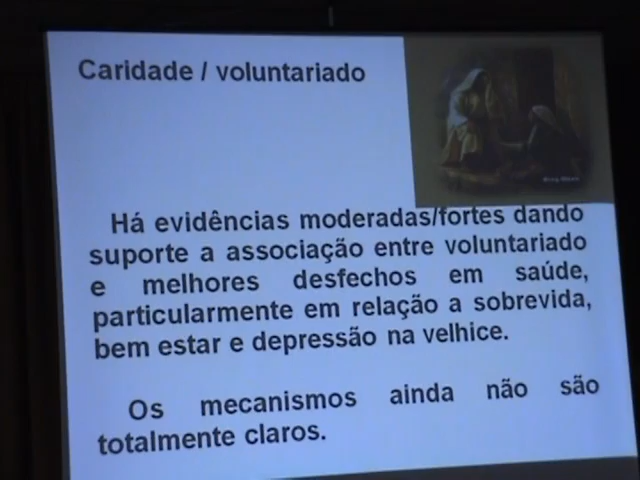 Caridade / voluntariado
Há evidências moderadas/fortes dando
suporte a associação entre voluntariado
e melhores desfechos em saúde,
particularmente em relação a sobrevida,
bem estar e depressão na velhice.
Os mecanismos ainda não são
totalmente claros.